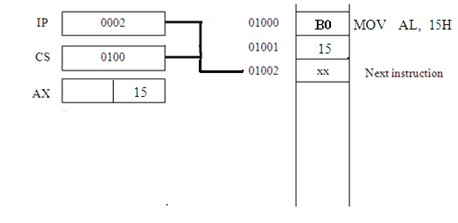 IP 0002 01000 B0 MOV AL, 15H
01001 15
CS 0100 01002 xx Next instruction
AX 15